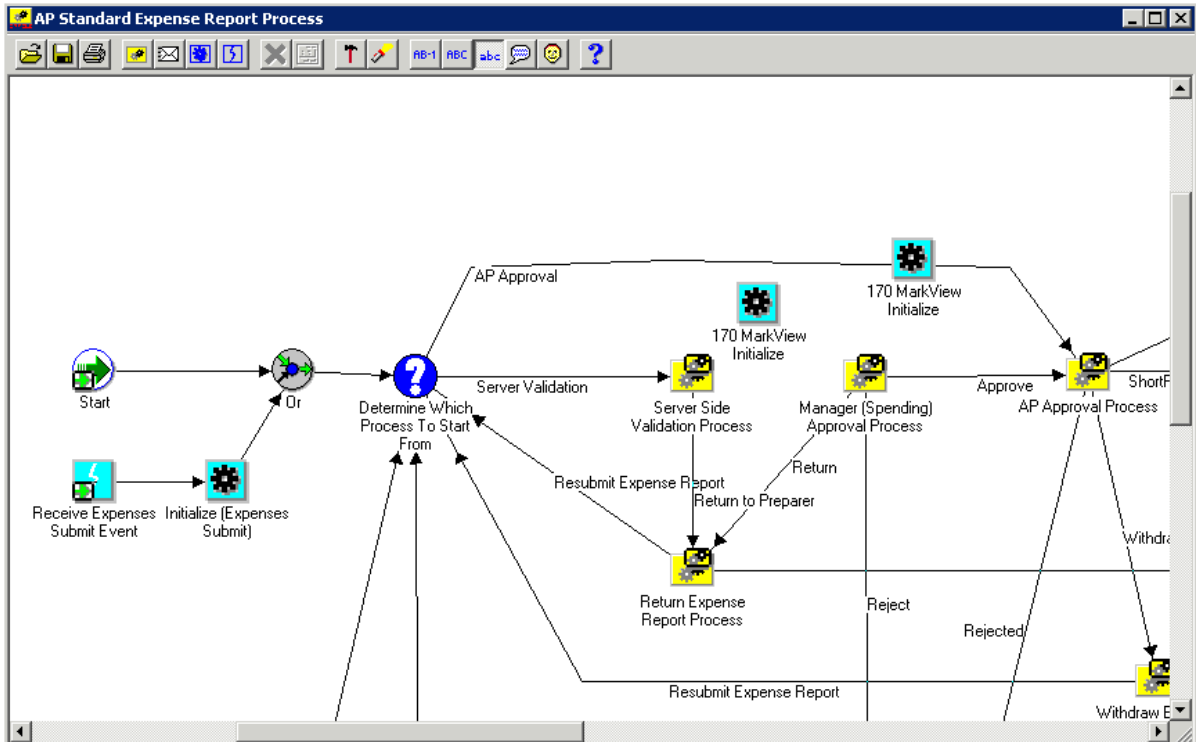 AP Standard Expense Report Process
AB-1 ABC abc
AP Approval
170 MarkView
Initialize
170 MarkView
Initialize
Start
Or
Determine Which
Process To Start
From
Server Validation
Server Side
Validation Process
Manager (Spending)
Approval Process
Approve
AP Approval Process
ShortF
Receive Expenses
Submit Event
Initialize (Expenses
Submit)
Resubmit Expense Report
Return
Return to Preparer
Withdra
Return Expense
Report Process
Reject
Rejected
Resubmit Expense Report
Withdraw E